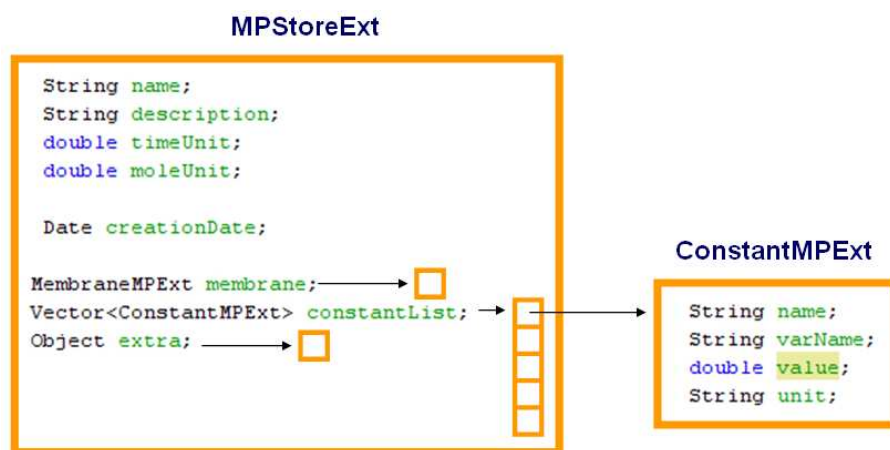 MPStoreExt
String name;
String description;
double timeUnit;
double moleUnit;
Date creationDate;
MembraneMPExt membrane;
Vector<ConstantMPExt> constantList;
Object extra;
ConstantMPExt
String name;
String varName;
double value;
String unit;